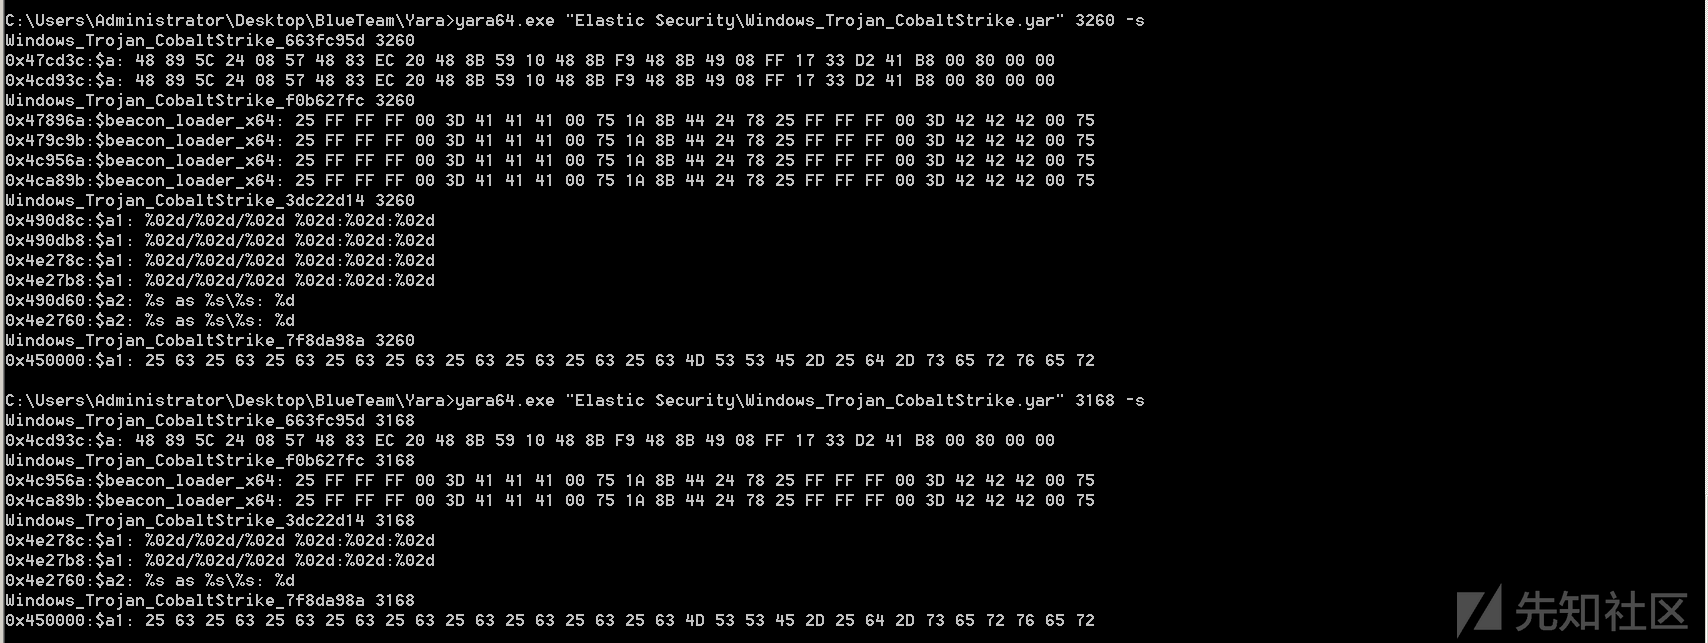 C:\Users\Administrator\Desktop\BlueTeam\Yara>yara64.exe "Elastic Security\Windows_Trojan_CobaltStrike.yar" 3260 -s
Windows_Trojan_CobaltStrike_663fc95d 3260
0x47cd3c:$a: 48 89 5C 24 08 57 48 83 EC 20 48 8B 59 10 48 8B F9 48 8B 49 08 FF 17 33 D2 41 B8 00 80 00 00
0x4cd93c:$a: 48 89 5C 24 08 57 48 83 EC 20 48 8B 59 10 48 8B F9 48 8B 49 08 FF 17 33 D2 41 B8 00 80 00 00
Windows_Trojan_CobaltStrike_f0b627fc 3260
0x47896a:$beacon_loader_x64: 25 FF FF FF 00 3D 41 41 41 00 75 1A 8B 44 24 78 25 FF FF FF 00 3D 42 42 42 00 75
0x479c9b:$beacon_loader_x64: 25 FF FF FF 00 3D 41 41 41 00 75 1A 8B 44 24 78 25 FF FF FF 00 3D 42 42 42 00 75
0x4c956a:$beacon_loader_x64: 25 FF FF FF 00 3D 41 41 41 00 75 1A 8B 44 24 78 25 FF FF FF 00 3D 42 42 42 00 75
0x4ca89b:$beacon_loader_x64: 25 FF FF FF 00 3D 41 41 41 00 75 1A 8B 44 24 78 25 FF FF FF 00 3D 42 42 42 00 75
Windows_Trojan_CobaltStrike_3dc22d14 3260
0x490d8c:$a1: %02d/%02d/%02d %02d:%02d:%02d
0x490db8:$a1: %02d/%02d/%02d %02d:%02d:%02d
0x4e278c:$a1: %02d/%02d/%02d %02d:%02d:%02d
0x4e27b8:$a1: %02d/%02d/%02d %02d:%02d:%02d
0x490d60:$a2: %s as %s\%s: %d
0x4e2760:$a2: %s as %s\%s: %d
Windows_Trojan_CobaltStrike_7f8da98a 3260
0x450000:$a1: 25 63 25 63 25 63 25 63 25 63 25 63 25 63 25 63 25 63 4D 53 53 45 2D 25 64 2D 73 65 72 76 65 72
C:\Users\Administrator\Desktop\BlueTeam\Yara>yara64.exe "Elastic Security\Windows_Trojan_CobaltStrike.yar" 3168 -s
Windows_Trojan_CobaltStrike_663fc95d 3168
0x4cd93c:$a: 48 89 5C 24 08 57 48 83 EC 20 48 8B 59 10 48 8B F9 48 8B 49 08 FF 17 33 D2 41 B8 00 80 00 00
Windows_Trojan_CobaltStrike_f0b627fc 3168
0x4c956a:$beacon_loader_x64: 25 FF FF FF 00 3D 41 41 41 00 75 1A 8B 44 24 78 25 FF FF FF 00 3D 42 42 42 00 75
0x4ca89b:$beacon_loader_x64: 25 FF FF FF 00 3D 41 41 41 00 75 1A 8B 44 24 78 25 FF FF FF 00 3D 42 42 42 00 75
Windows_Trojan_CobaltStrike_3dc22d14 3168
0x4e278c:$a1: %02d/%02d/%02d %02d:%02d:%02d
0x4e27b8:$a1: %02d/%02d/%02d %02d:%02d:%02d
0x4e2760:$a2: %s as %s\%s: %d
Windows_Trojan_CobaltStrike_7f8da98a 3168
0x450000:$a1: 25 63 25 63 25 63 25 63 25 63 25 63 25 63 25 63 25 63 4D 53 53 45 2D 25 64 2D 73 65 72 76 65 72
先知社区